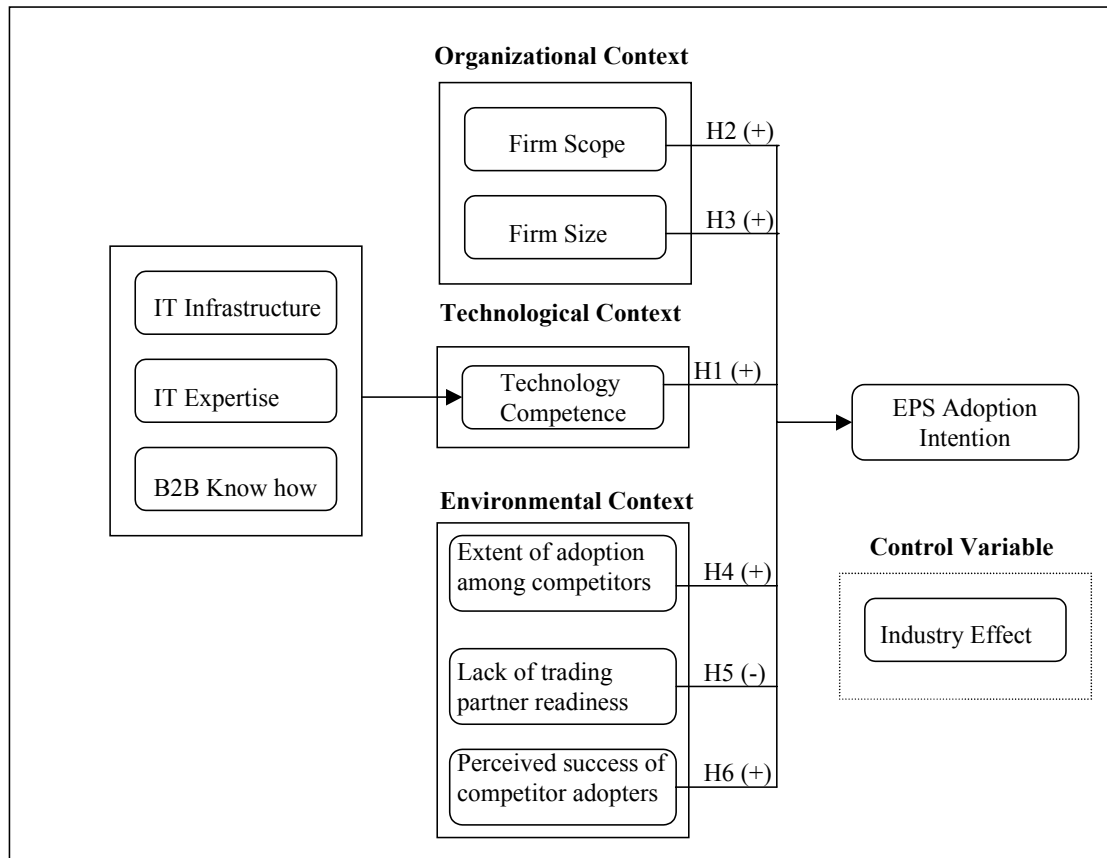 Organizational Context
Firm Scope
H2 (+)
Firm Size
H3 (+)
IT Infrastructure
IT Expertise
B2B Know how
Technological Context
Technology
Competence
H1 (+)
EPS Adoption
Intention
Environmental Context
Extent of adoption
among competitors
H4 (+)
Lack of trading
partner readiness
H5 (-)
Perceived success of
competitor adopters
H6 (+)
Control Variable
Industry Effect